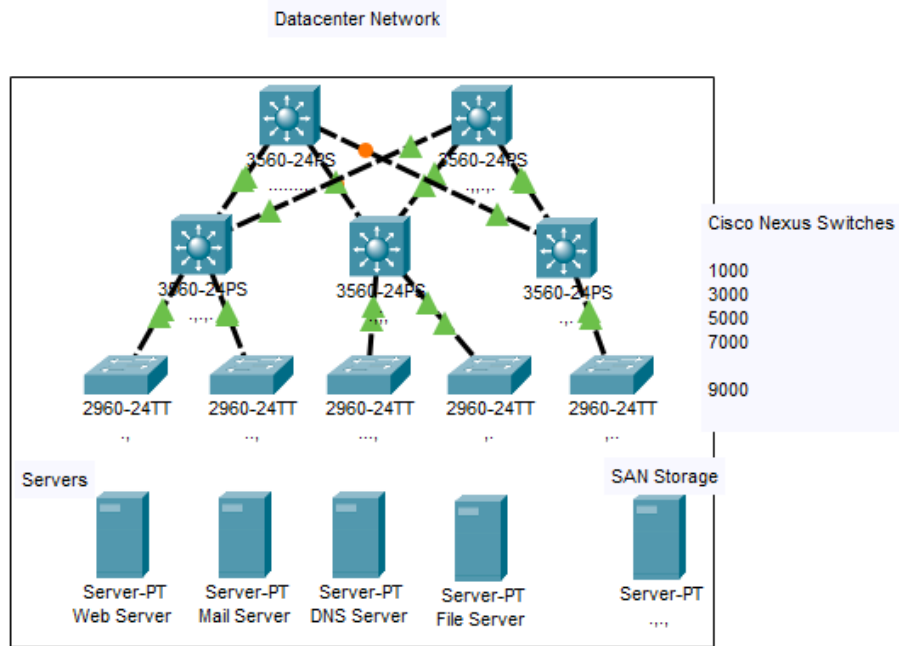 Datacenter Network
3560-24PS 3560-24PS
........, .,,.,.
3560-24PS 3560-24PS 3560-24PS
.,.,. .,,, .,.
2960-24TT 2960-24TT 2960-24TT 2960-24TT 2960-24TT
., .., ..., ,. ,..
Cisco Nexus Switches
1000
3000
5000
7000
9000
Servers
SAN Storage
Server-PT Server-PT Server-PT Server-PT Server-PT
Web Server Mail Server DNS Server File Server .,.,